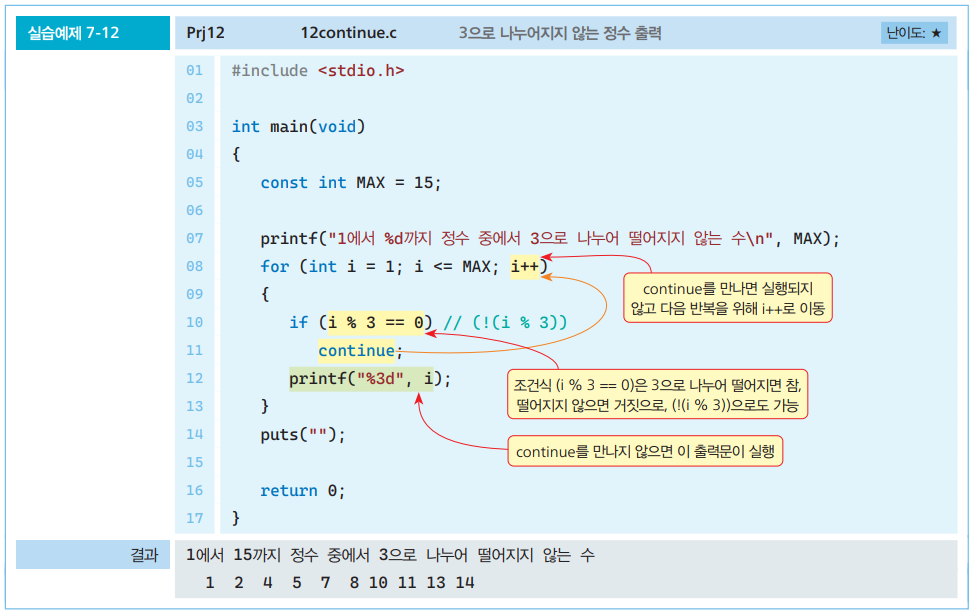 실습예제 7-12 Prj12 12continue.c 3으로 나누어지지 않는 정수 출력 난이도: ★
01 #include <stdio.h>
02
03 int main(void)
04 {
05 const int MAX = 15;
06
07 printf("1에서 %d까지 정수 중에서 3으로 나누어 떨어지지 않는 수\n", MAX);
08 for (int i = 1; i <= MAX; i++)
continue를 만나면 실행되지
않고 다음 반복을 위해 i++로 이동
09 {
10 if (i % 3 == 0) // (!(i % 3))
11 continue;
12 printf("%3d", i);
조건식 (i % 3 == 0)은 3으로 나누어 떨어지면 참,
떨어지지 않으면 거짓으로, (!(i % 3))으로도 가능
13 }
14 puts("");
continue를 만나지 않으면 이 출력문이 실행
15
16 return 0;
17 }
결과 1에서 15까지 정수 중에서 3으로 나누어 떨어지지 않는 수
1 2 4 5 7 8 10 11 13 14